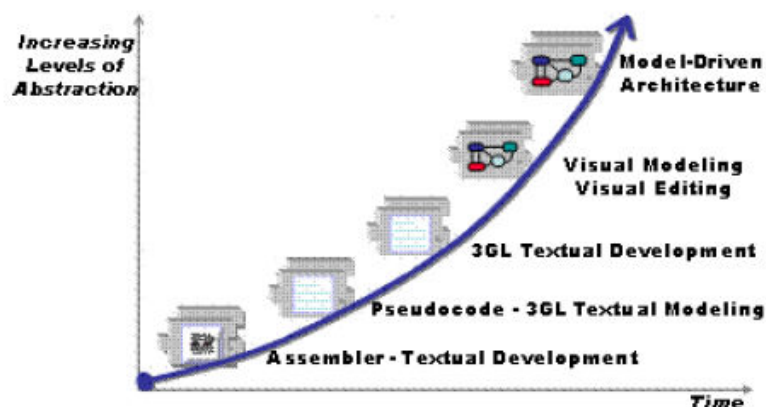 Increasing
Levels of
Abstraction
Model-Driven
Architecture
Visual Modeling
Visual Editing
3GL Textual Development
Pseudocode - 3GL Textual Modeling
Assembler - Textual Development
Time